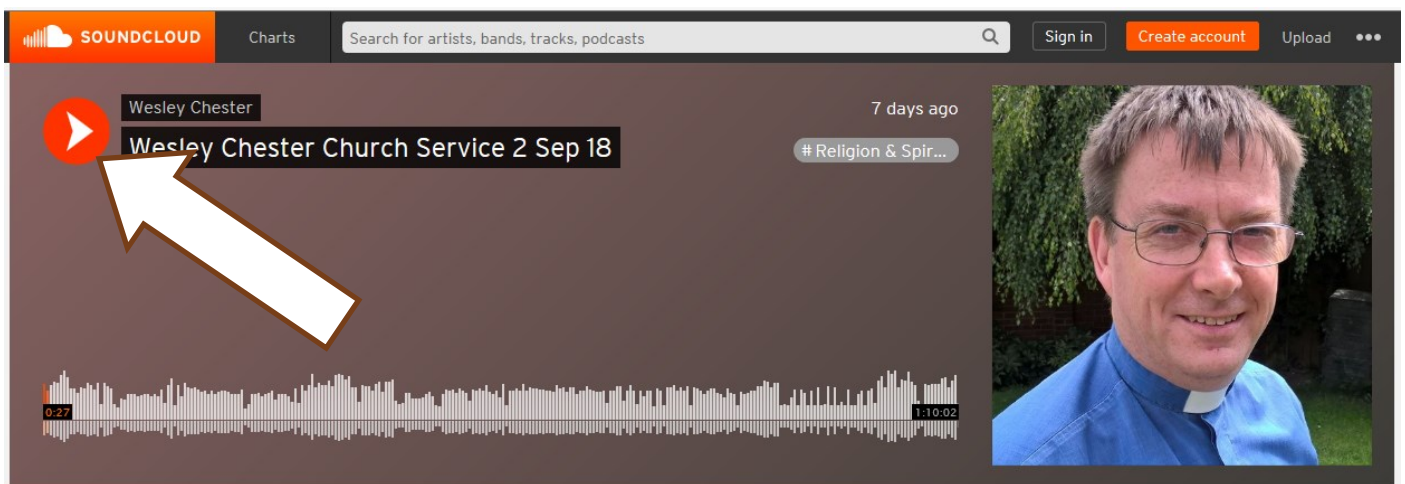 SOUNDCLOUD Charts Search for artists, bands, tracks, podcasts Sign in Create account Upload
Wesley Chester 7 days ago
Wesley Chester Church Service 2 Sep 18 # Religion & Spir...
0:27 1:10:02